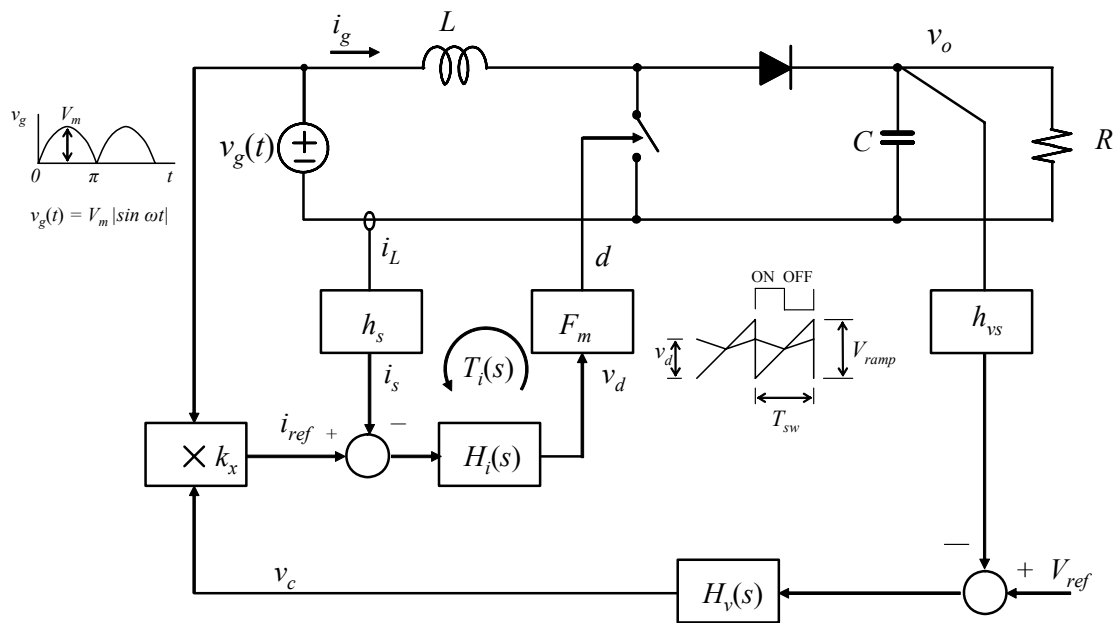 i_g
L
v_o
v_g
V_m
0
π
t
v_g(t) = V_m |sin ωt|
v_g(t)
+
−
C
R
i_L
d
ON OFF
h_s
F_m
h_vs
v_d
V_ramp
T_i(s)
i_s
v_d
T_sw
i_ref
+
−
× k_x
H_i(s)
—
+
V_ref
v_c
H_v(s)